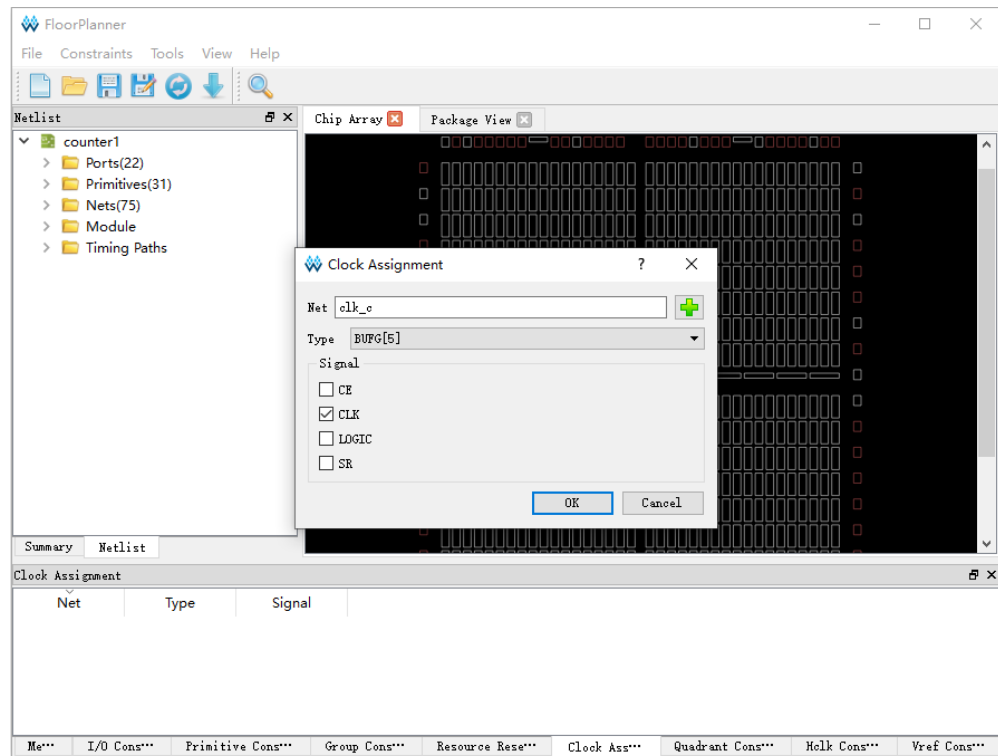 FloorPlanner
File Constraints Tools View Help
Netlist
Chip Array Package View
counter1
Ports(22)
Primitives(31)
Nets(75)
Module
Timing Paths
Clock Assignment ?
Net clk_c
Type BUFG[5]
Signal
CE
CLK
LOGIC
SR
OK Cancel
Summary Netlist
Clock Assignment
Net Type Signal
Me··· I/O Cons··· Primitive Cons··· Group Cons··· Resource Rese··· Clock Ass··· Quadrant Cons··· Hclk Cons··· Vref Cons···